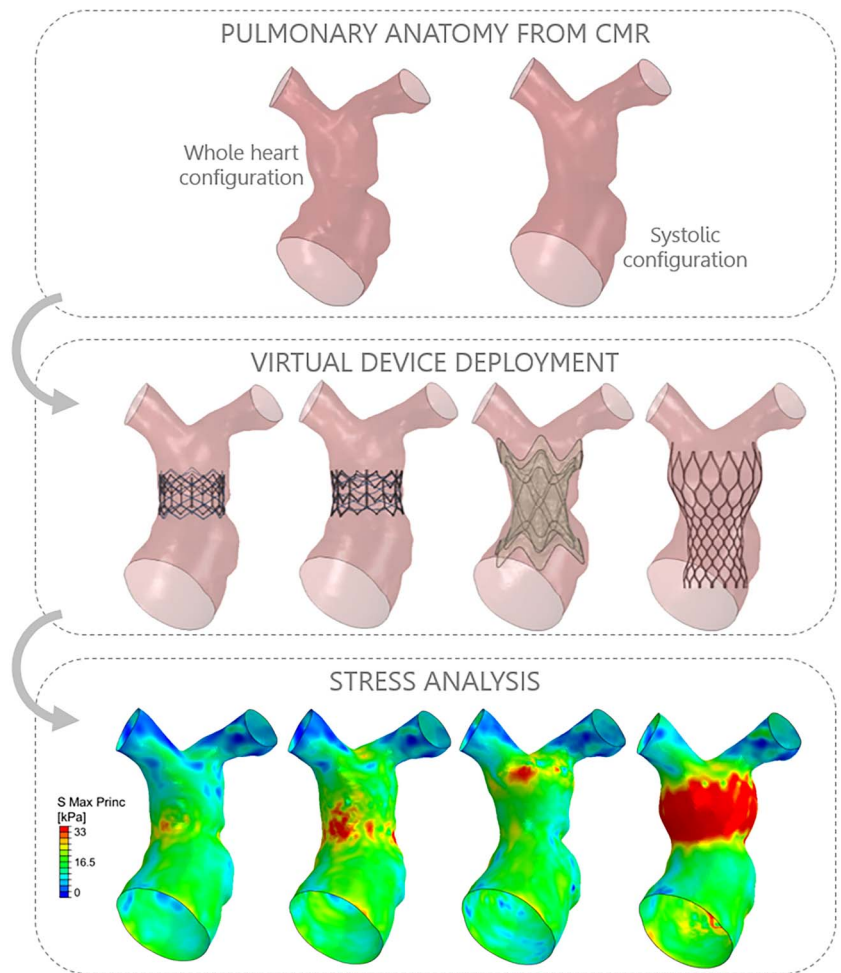 PULMONARY ANATOMY FROM CMR
Whole heart
configuration
Systolic
configuration
VIRTUAL DEVICE DEPLOYMENT
STRESS ANALYSIS
S Max Princ
[kPa]
33
16.5
0